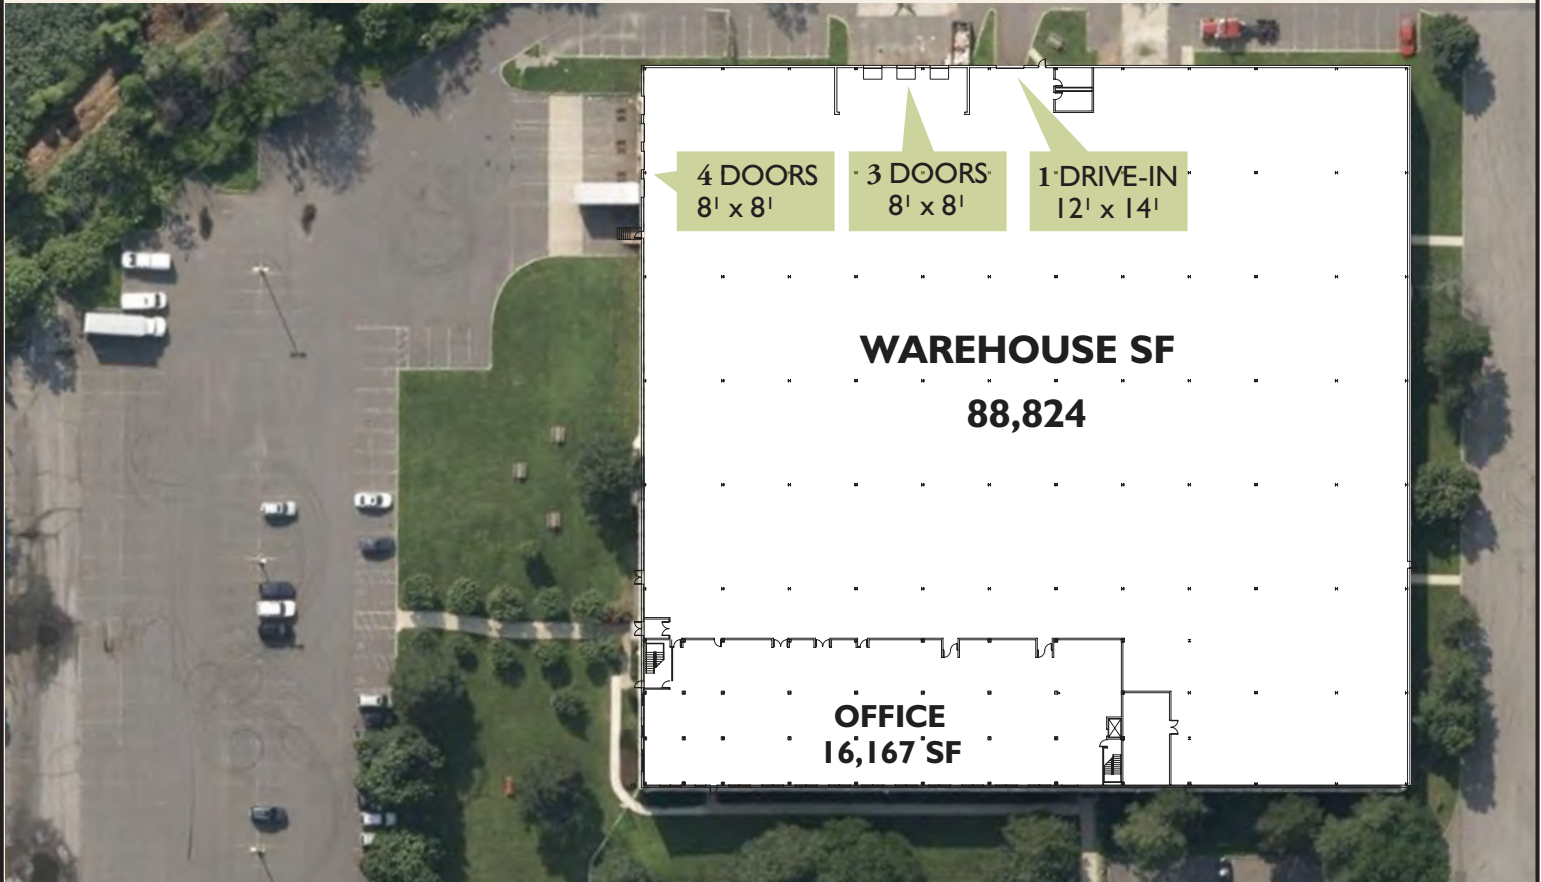 4 DOORS
8' x 8'
3 DOORS
8' x 8'
1 DRIVE-IN
12' x 14'
WAREHOUSE SF
88,824
OFFICE
16,167 SF